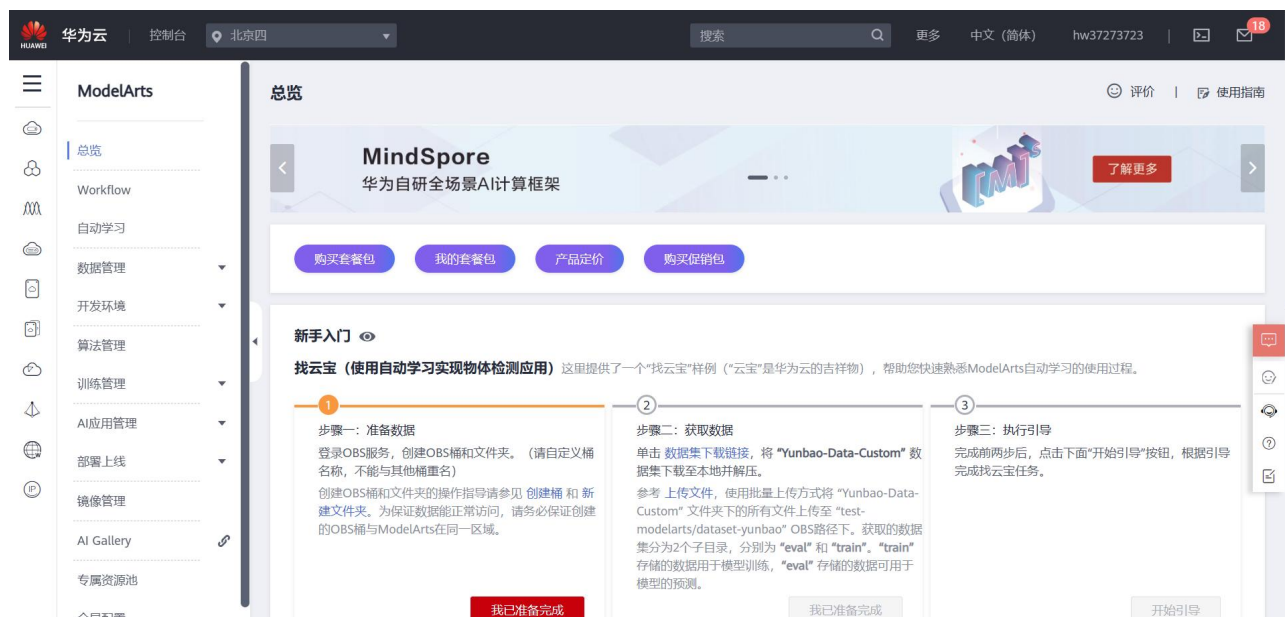 HUAWEI 华为云 控制台 北京四 搜索 更多 中文 (简体) hw37273723 18
ModelArts
总览
Workflow
自动学习
数据管理
开发环境
算法管理
训练管理
AI应用管理
部署上线
镜像管理
AI Gallery
专属资源池
总览
评价 | 使用指南
MindSpore
华为自研全场景AI计算框架
了解更多
购买套餐包 我的套餐包 产品定价 购买促销包
新手入门
找云宝（使用自动学习实现物体检测应用）这里提供了一个“找云宝”样例（“云宝”是华为云的吉祥物），帮助您快速熟悉ModelArts自动学习的使用过程。
1
步骤一：准备数据
登录OBS服务，创建OBS桶和文件夹。（请自定义桶
名称，不能与其他桶重名）
创建OBS桶和文件夹的操作指导请参见 创建桶 和 新
建文件夹。为保证数据能正常访问，请务必保证创建
的OBS桶与ModelArts在同一区域。
我已准备完成
2
步骤二：获取数据
单击 数据集下载链接，将 “Yunbao-Data-Custom” 数
据集下载至本地并解压。
参考 上传文件，使用批量上传方式将 “Yunbao-Data-
Custom” 文件夹下的所有文件上传至 “test-
modelarts/dataset-yunbao” OBS路径下。获取的数据
集分为2个子目录，分别为 “eval” 和 “train”。“train”
存储的数据用于模型训练，“eval” 存储的数据可用于
模型的预测。
我已准备完成
3
步骤三：执行引导
完成前两步后，点击下面“开始引导”按钮，根据引导
完成找云宝任务。
开始引导